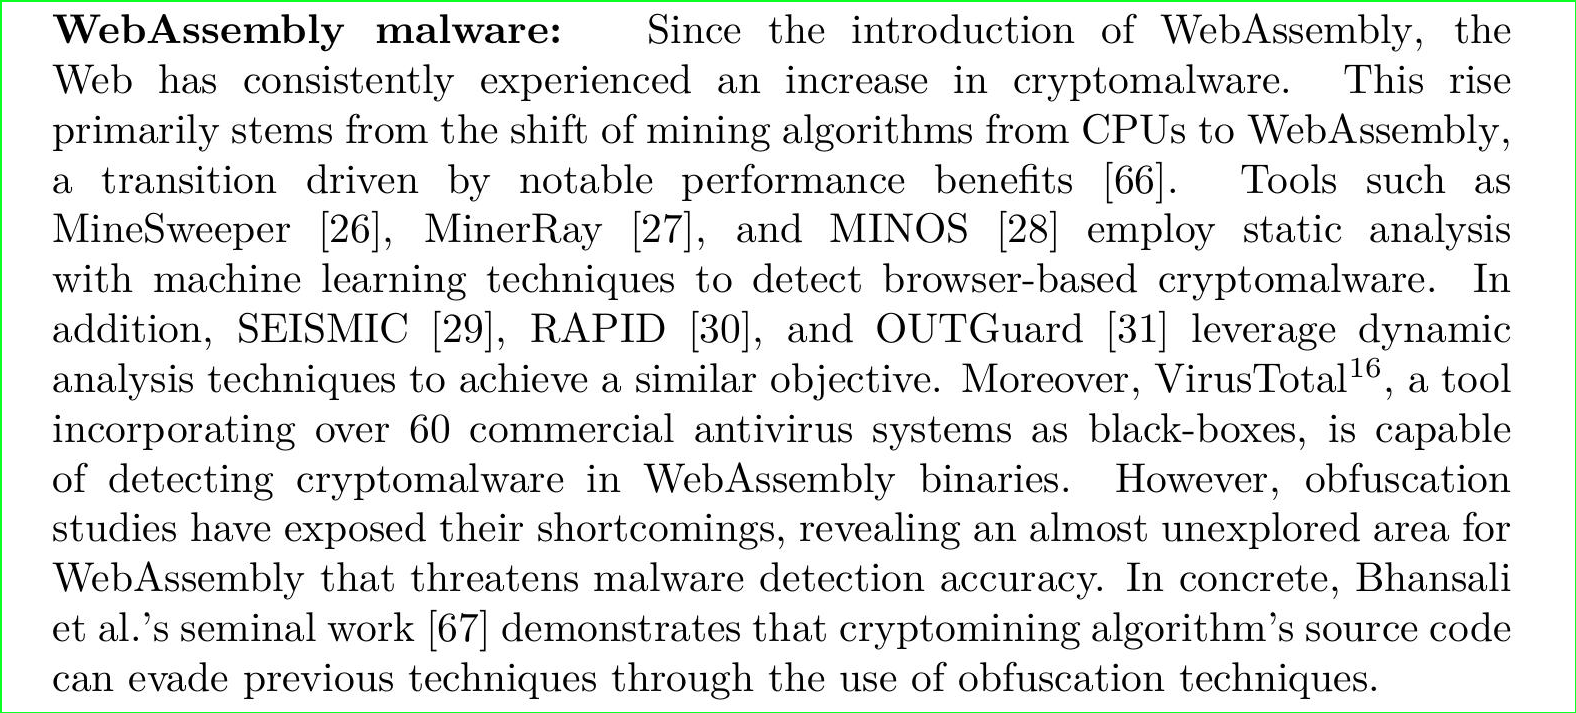 WebAssembly malware: Since the introduction of WebAssembly, the
Web has consistently experienced an increase in cryptomalware. This rise
primarily stems from the shift of mining algorithms from CPUs to WebAssembly,
a transition driven by notable performance benefits [66]. Tools such as
MineSweeper [26], MinerRay [27], and MINOS [28] employ static analysis
with machine learning techniques to detect browser-based cryptomalware. In
addition, SEISMIC [29], RAPID [30], and OUTGuard [31] leverage dynamic
analysis techniques to achieve a similar objective. Moreover, VirusTotal¹⁶, a tool
incorporating over 60 commercial antivirus systems as black-boxes, is capable
of detecting cryptomalware in WebAssembly binaries. However, obfuscation
studies have exposed their shortcomings, revealing an almost unexplored area for
WebAssembly that threatens malware detection accuracy. In concrete, Bhansali
et al.'s seminal work [67] demonstrates that cryptomining algorithm's source code
can evade previous techniques through the use of obfuscation techniques.